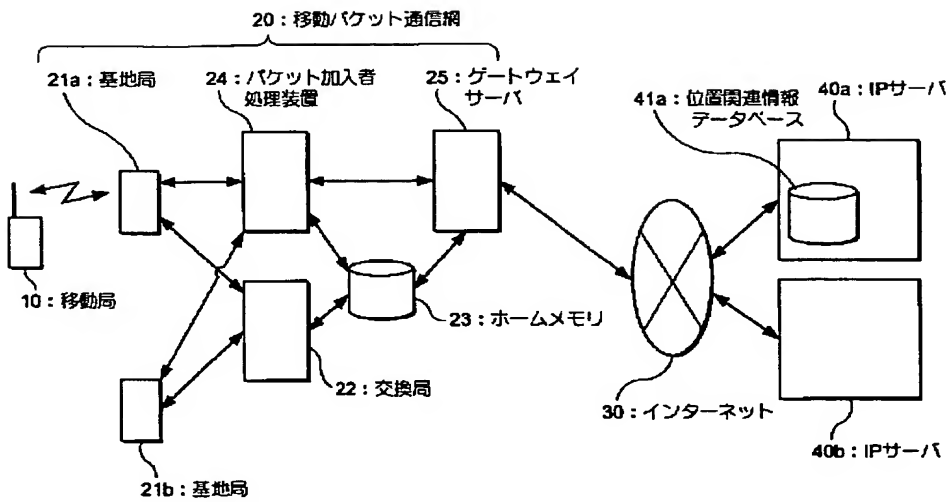 20：移動パケット通信網
21a：基地局
24：パケット加入者
処理装置
25：ゲートウェイ
サーバ
41a：位置関連情報
データベース
40a：IPサーバ
10：移動局
23：ホームメモリ
22：交換局
30：インターネット
21b：基地局
40b：IPサーバ